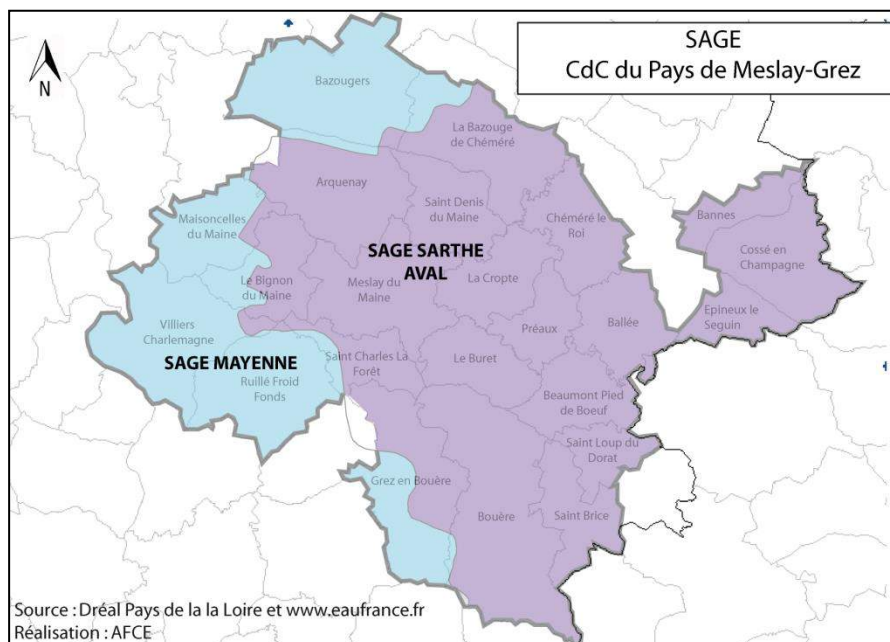 SAGE
CdC du Pays de Meslay-Grez
N
Bazougers
La Bazouge
de Chéméré
Arquenay
Saint Denis
du Maine
Maisoncelles
du Maine
Chéméré le
Roi
Bannes
Cossé en
Champagne
SAGE SARTHE
AVAL
Le Bignon
du Maine
Meslay du
Maine
La Cropte
Villiers
Charlemagne
Préaux
Ballée
Epineux le
Seguin
SAGE MAYENNE
Saint Charles La
Forêt
Le Buret
Ruillé Froid
Fonds
Beaumont Pied
de Boeuf
Saint Loup du
Dorat
Grez en Bouère
Bouère
Saint Brice
Source : Dréal Pays de la la Loire et www.eaufrance.fr
Réalisation : AFCE